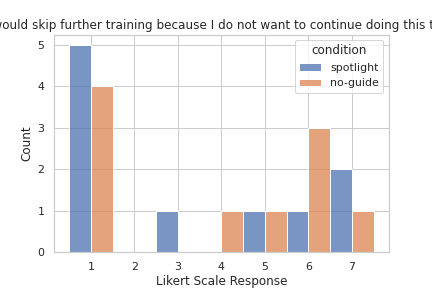 would skip further training because I do not want to continue doing this
condition
spotlight
no-guide
5
4
3
2
1
0
Count
1 2 3 4 5 6 7
Likert Scale Response